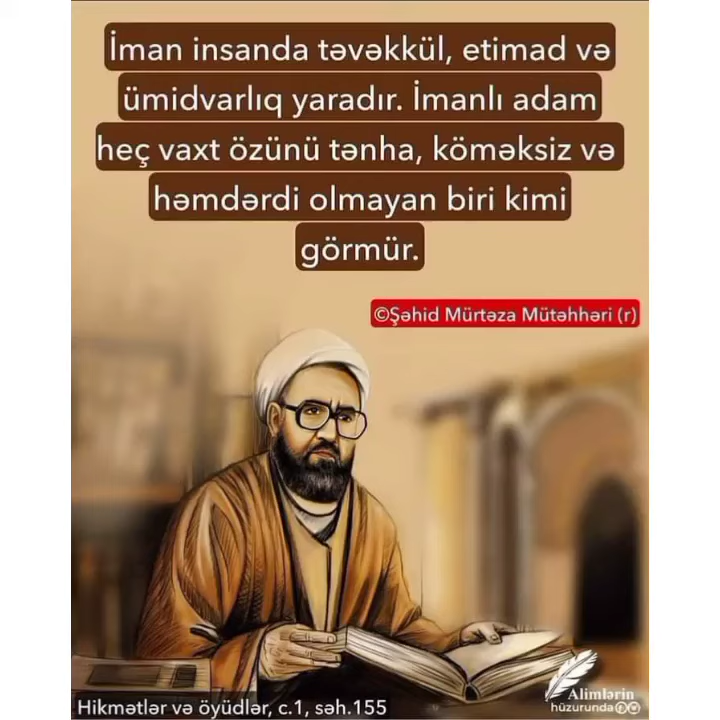 İman insanda təvəkkül, etimad və
ümidvarlıq yaradır. İmanlı adam
heç vaxt özünü tənha, köməksiz və
həmdərdi olmayan biri kimi
görmür.
©Şəhid Mürtəza Mütəhhəri (r)
Alimlərin
hüzurunda
Hikmətlər və öyüdlər, c.1, səh.155